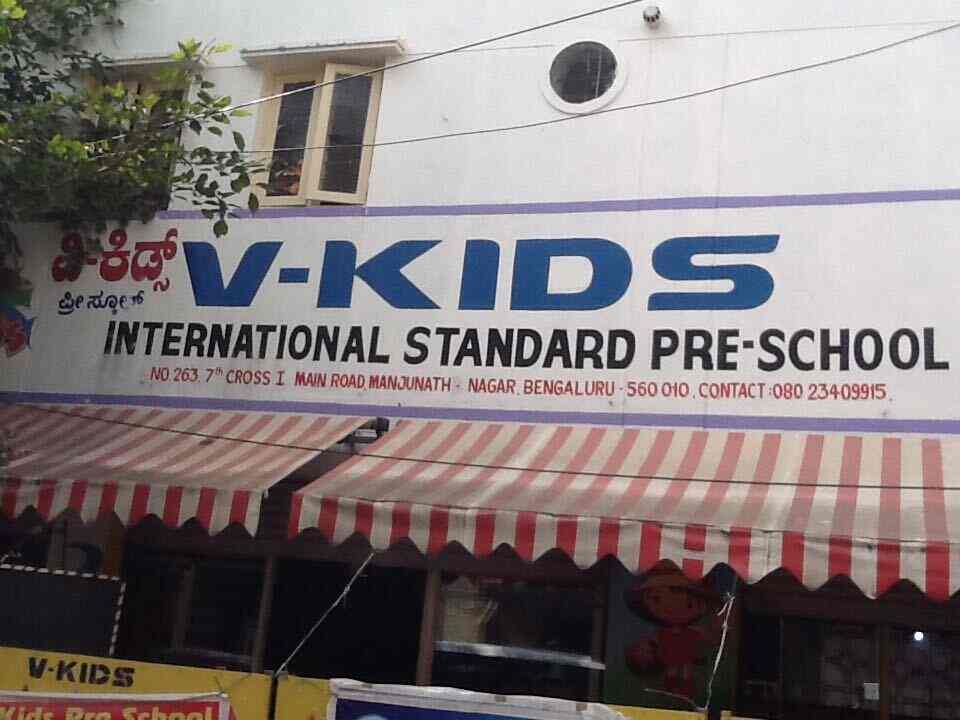 ವಿ-ಕಿಡ್ಸ್ V-KIDS
ಪ್ರೀ ಸ್ಕೂಲ್
INTERNATIONAL STANDARD PRE-SCHOOL
NO 263, 7th CROSS I MAIN ROAD, MANJUNATH - NAGAR, BENGALURU - 560 010. CONTACT: 080 23409915.
V-KIDS
Kids Pre School